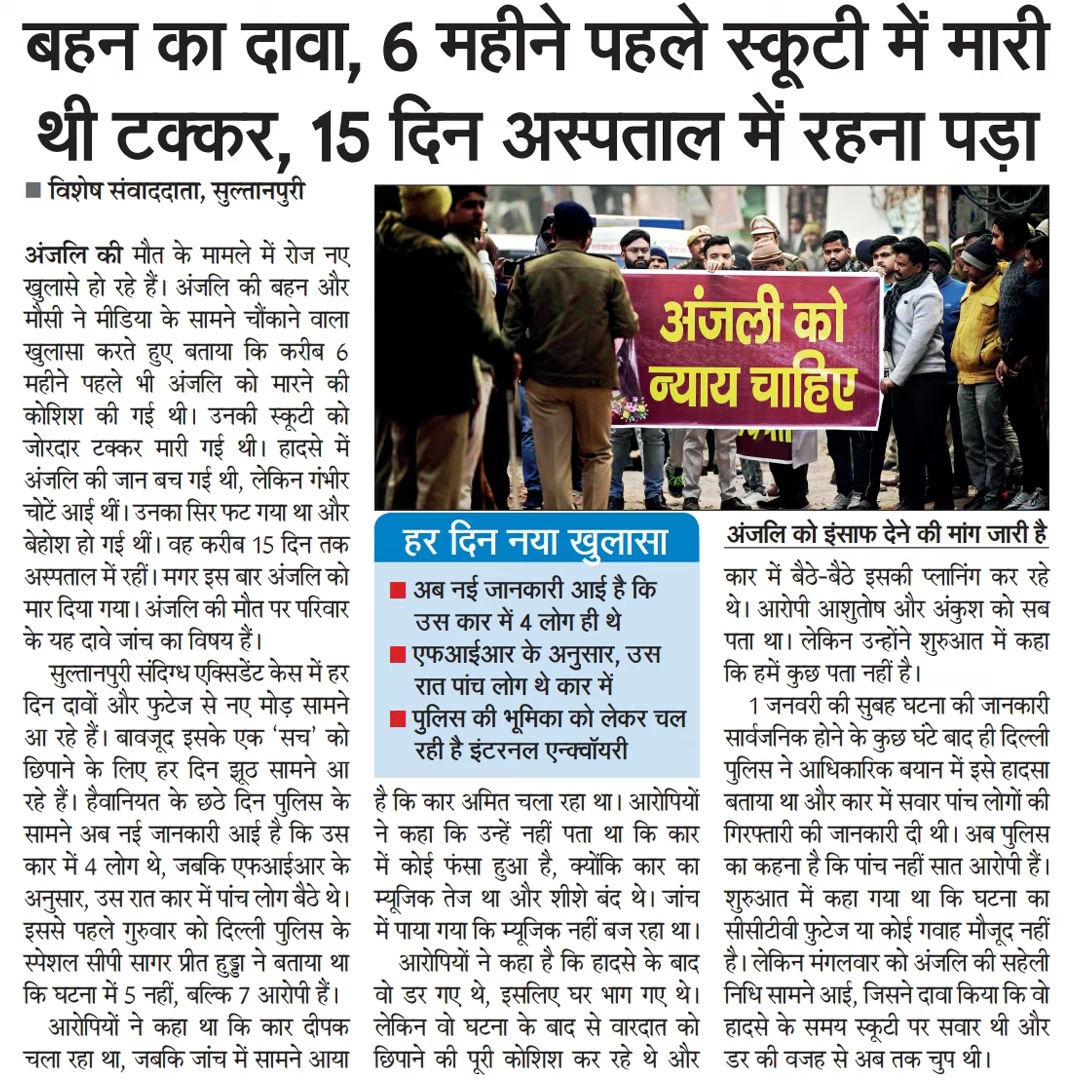 बहन का दावा, 6 महीने पहले स्कूटी में मारी
थी टक्कर, 15 दिन अस्पताल में रहना पड़ा
■ विशेष संवाददाता, सुल्तानपुरी
अंजलि की मौत के मामले में रोज नए
खुलासे हो रहे हैं। अंजलि की बहन और
मौसी ने मीडिया के सामने चौंकाने वाला
खुलासा करते हुए बताया कि करीब 6
महीने पहले भी अंजलि को मारने की
कोशिश की गई थी। उनकी स्कूटी को
जोरदार टक्कर मारी गई थी। हादसे में
अंजलि की जान बच गई थी, लेकिन गंभीर
चोटें आई थीं। उनका सिर फट गया था और
बेहोश हो गई थीं। वह करीब 15 दिन तक
अस्पताल में रहीं। मगर इस बार अंजलि को
मार दिया गया। अंजलि की मौत पर परिवार
के यह दावे जांच का विषय हैं।
सुल्तानपुरी संदिग्ध एक्सिडेंट केस में हर
दिन दावों और फुटेज से नए मोड़ सामने
आ रहे हैं। बावजूद इसके एक ‘सच’ को
छिपाने के लिए हर दिन झूठ सामने आ
रहे हैं। हैवानियत के छठे दिन पुलिस के
सामने अब नई जानकारी आई है कि उस
कार में 4 लोग थे, जबकि एफआईआर के
अनुसार, उस रात कार में पांच लोग बैठे थे।
इससे पहले गुरुवार को दिल्ली पुलिस के
स्पेशल सीपी सागर प्रीत हुड्डा ने बताया था
कि घटना में 5 नहीं, बल्कि 7 आरोपी हैं।
आरोपियों ने कहा था कि कार दीपक
चला रहा था, जबकि जांच में सामने आया
अंजली को
न्याय चाहिए
अंजलि को इंसाफ देने की मांग जारी है
हर दिन नया खुलासा
■ अब नई जानकारी आई है कि
उस कार में 4 लोग ही थे
■ एफआईआर के अनुसार, उस
रात पांच लोग थे कार में
■ पुलिस की भूमिका को लेकर चल
रही है इंटरनल एन्क्वॉयरी
है कि कार अमित चला रहा था। आरोपियों
ने कहा कि उन्हें नहीं पता था कि कार
में कोई फंसा हुआ है, क्योंकि कार का
म्यूजिक तेज था और शीशे बंद थे। जांच
में पाया गया कि म्यूजिक नहीं बज रहा था।
आरोपियों ने कहा है कि हादसे के बाद
वो डर गए थे, इसलिए घर भाग गए थे।
लेकिन वो घटना के बाद से वारदात को
छिपाने की पूरी कोशिश कर रहे थे और
कार में बैठे-बैठे इसकी प्लानिंग कर रहे
थे। आरोपी आशुतोष और अंकुश को सब
पता था। लेकिन उन्होंने शुरुआत में कहा
कि हमें कुछ पता नहीं है।
1 जनवरी की सुबह घटना की जानकारी
सार्वजनिक होने के कुछ घंटे बाद ही दिल्ली
पुलिस ने आधिकारिक बयान में इसे हादसा
बताया था और कार में सवार पांच लोगों की
गिरफ्तारी की जानकारी दी थी। अब पुलिस
का कहना है कि पांच नहीं सात आरोपी हैं।
शुरुआत में कहा गया था कि घटना का
सीसीटीवी फुटेज या कोई गवाह मौजूद नहीं
है। लेकिन मंगलवार को अंजलि की सहेली
निधि सामने आई, जिसने दावा किया कि वो
हादसे के समय स्कूटी पर सवार थी और
डर की वजह से अब तक चुप थी।